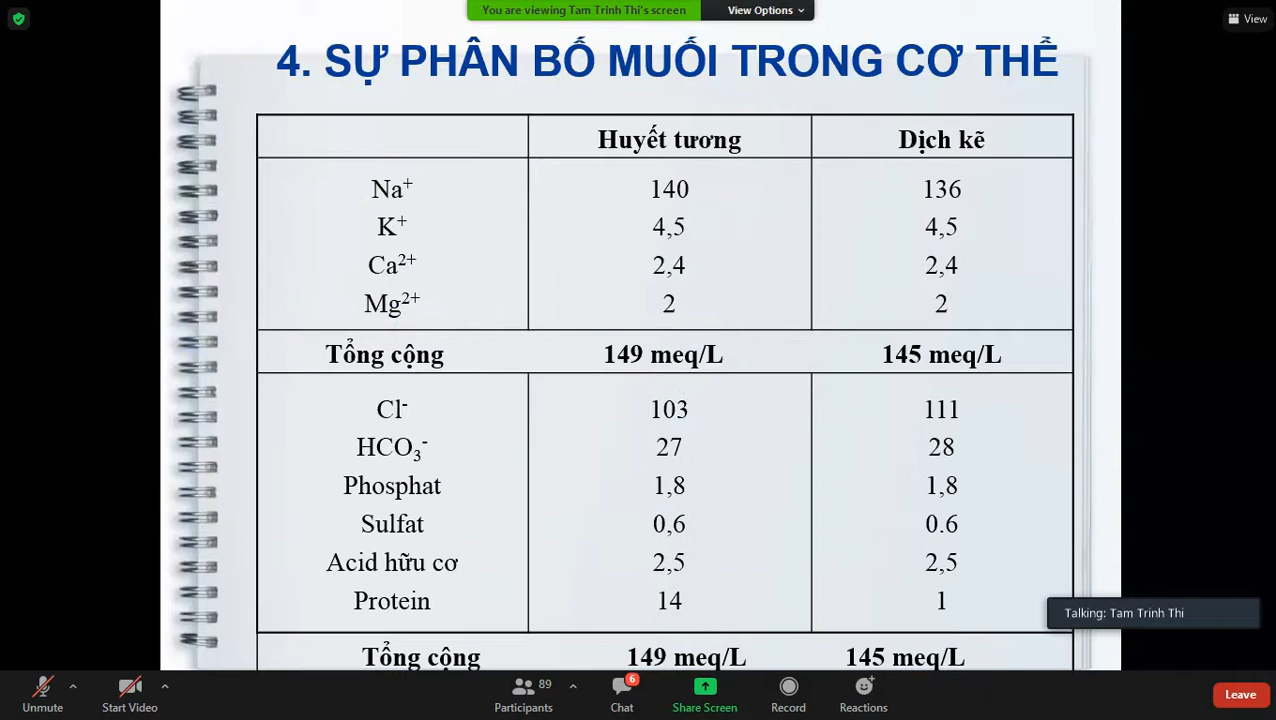 You are viewing Tam Trinh Thi's screen
View Options
View
4. SỰ PHÂN BỐ MUỐI TRONG CƠ THỂ
Huyết tương Dịch kẽ
Na⁺ 140 136
K⁺ 4,5 4,5
Ca²⁺ 2,4 2,4
Mg²⁺ 2 2
Tổng cộng 149 meq/L 145 meq/L
Cl⁻ 103 111
HCO₃⁻ 27 28
Phosphat 1,8 1,8
Sulfat 0,6 0.6
Acid hữu cơ 2,5 2,5
Protein 14 1
Talking: Tam Trinh Thi
Tổng cộng 149 meq/L 145 meq/L
Unmute Start Video Participants 89 Chat 6 Share Screen Record Reactions Leave